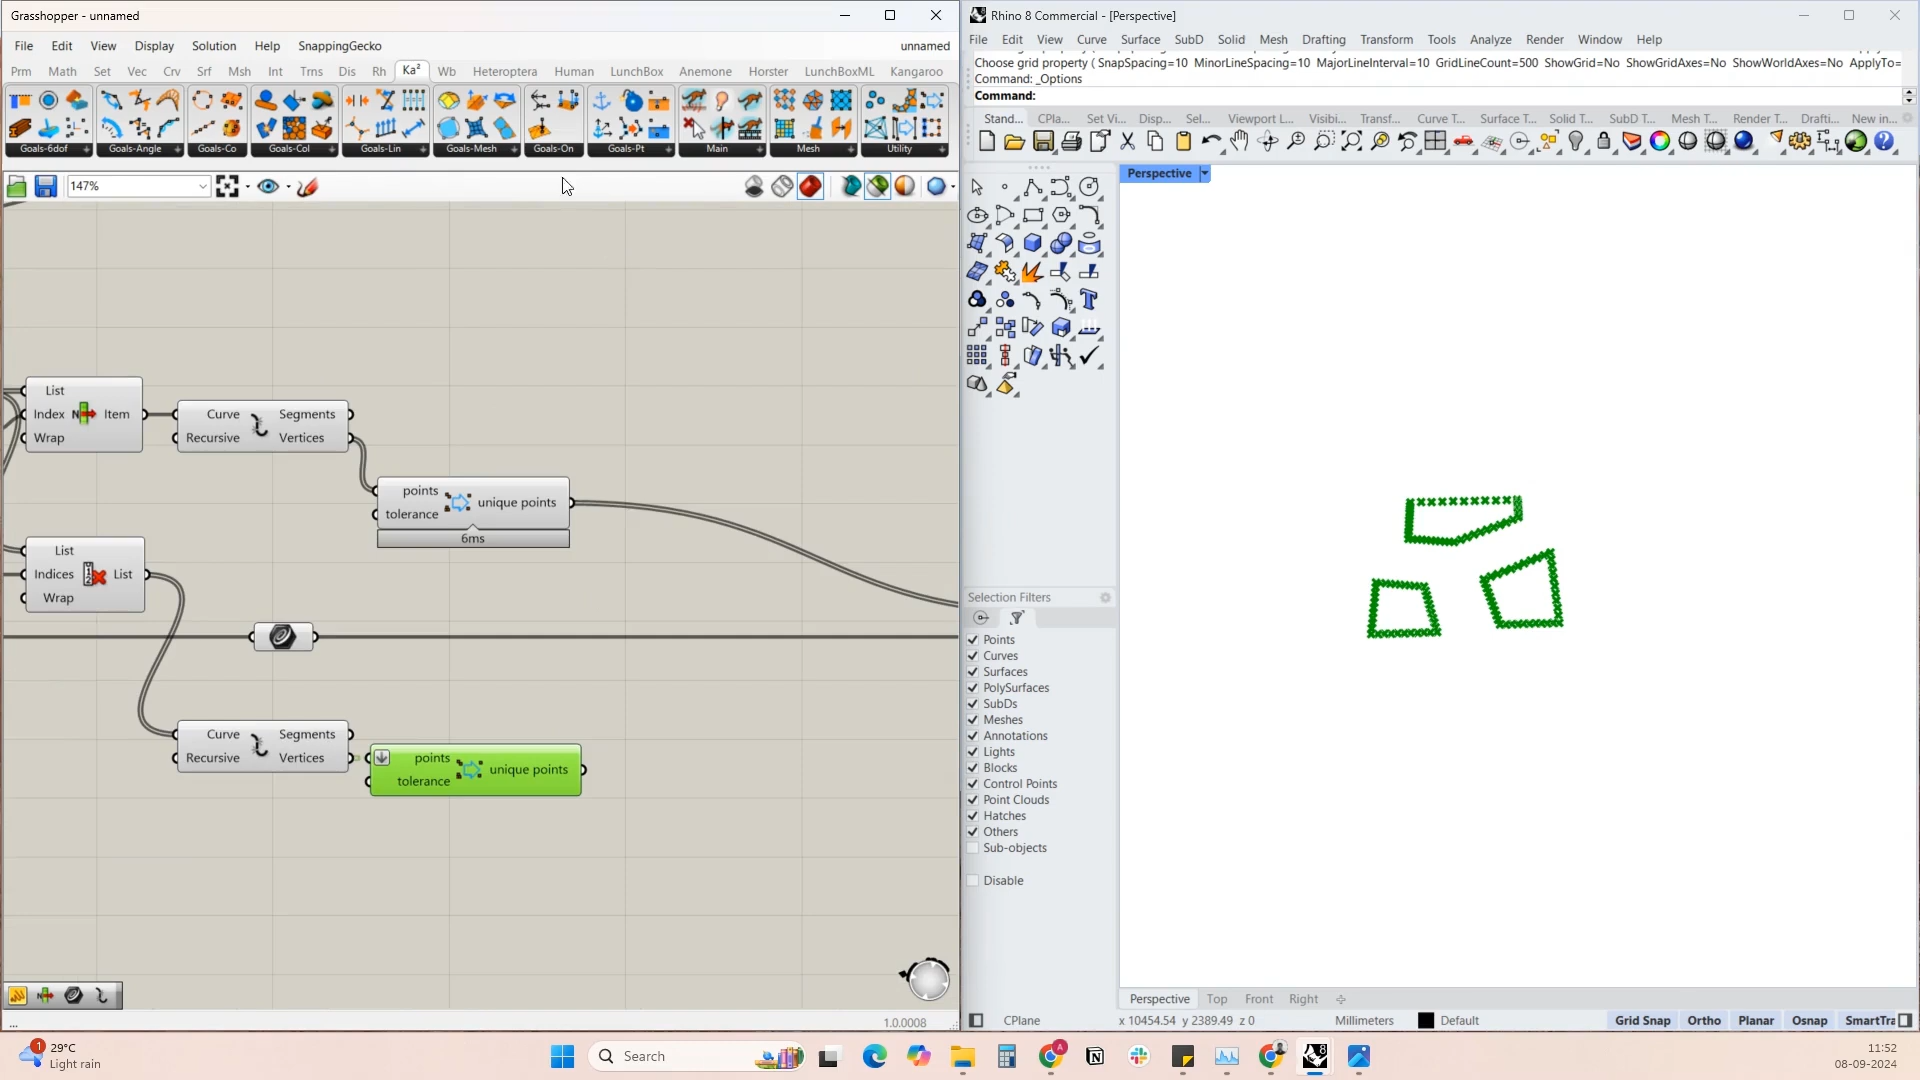 Grasshopper - unnamed
File Edit View Display Solution Help SnappingGecko unnamed
Prm Math Set Vec Crv Srf Msh Int Trns Dis Rh Ka² Wb Heteroptera Human LunchBox Anemone Horster LunchBoxML Kangaroo
Goals-6dof Goals-Angle Goals-Co Goals-Col Goals-Lin Goals-Mesh Goals-On Goals-Pt Main Mesh Utility
147%
List
Index Item
Wrap
Curve Segments
Recursive Vertices
points unique points
tolerance
6ms
List
Indices List
Wrap
Curve Segments
Recursive Vertices
points unique points
tolerance
...
1.0.0008
Rhino 8 Commercial - [Perspective]
File Edit View Curve Surface SubD Solid Mesh Drafting Transform Tools Analyze Render Window Help
Choose grid property ( SnapSpacing=10 MinorLineSpacing=10 MajorLineInterval=10 GridLineCount=500 ShowGrid=No ShowGridAxes=No ShowWorldAxes=No ApplyTo=
Command: _Options
Command:
Stand... CPla... Set Vi... Disp... Sel... Viewport L... Visibi... Transf... Curve T... Surface T... Solid T... SubD T... Mesh T... Render T... Drafti... New in...
Perspective
Selection Filters
Points
Curves
Surfaces
PolySurfaces
SubDs
Meshes
Annotations
Lights
Blocks
Control Points
Point Clouds
Hatches
Others
Sub-objects
Disable
Perspective Top Front Right
CPlane x 10454.54 y 2389.49 z 0 Millimeters Default Grid Snap Ortho Planar Osnap SmartTra
1
29°C
Light rain
Search
11:52
08-09-2024